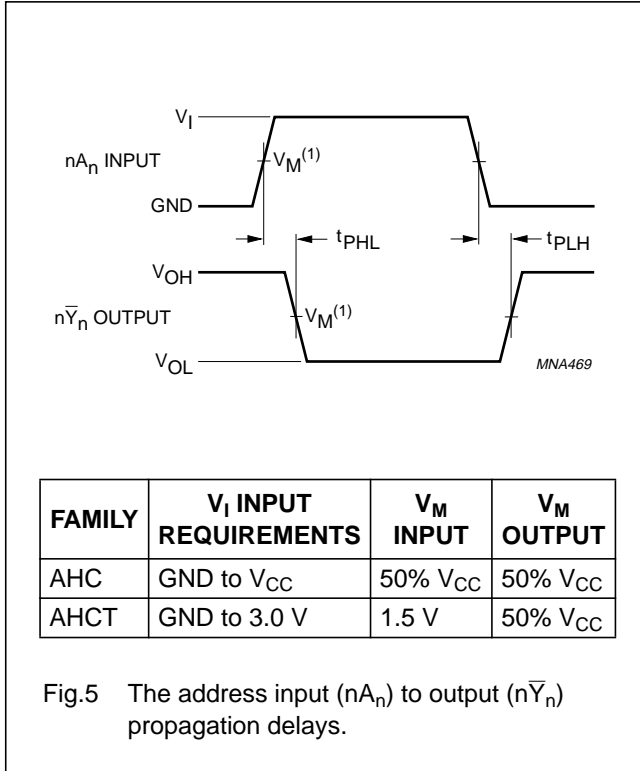 V_I
nA_n INPUT
V_M^(1)
GND
t_PHL
t_PLH
V_OH
nY̅_n OUTPUT
V_M^(1)
V_OL
MNA469
FAMILY V_I INPUT REQUIREMENTS V_M INPUT V_M OUTPUT
AHC GND to V_CC 50% V_CC 50% V_CC
AHCT GND to 3.0 V 1.5 V 50% V_CC
Fig.5 The address input (nA_n) to output (nY̅_n)
propagation delays.